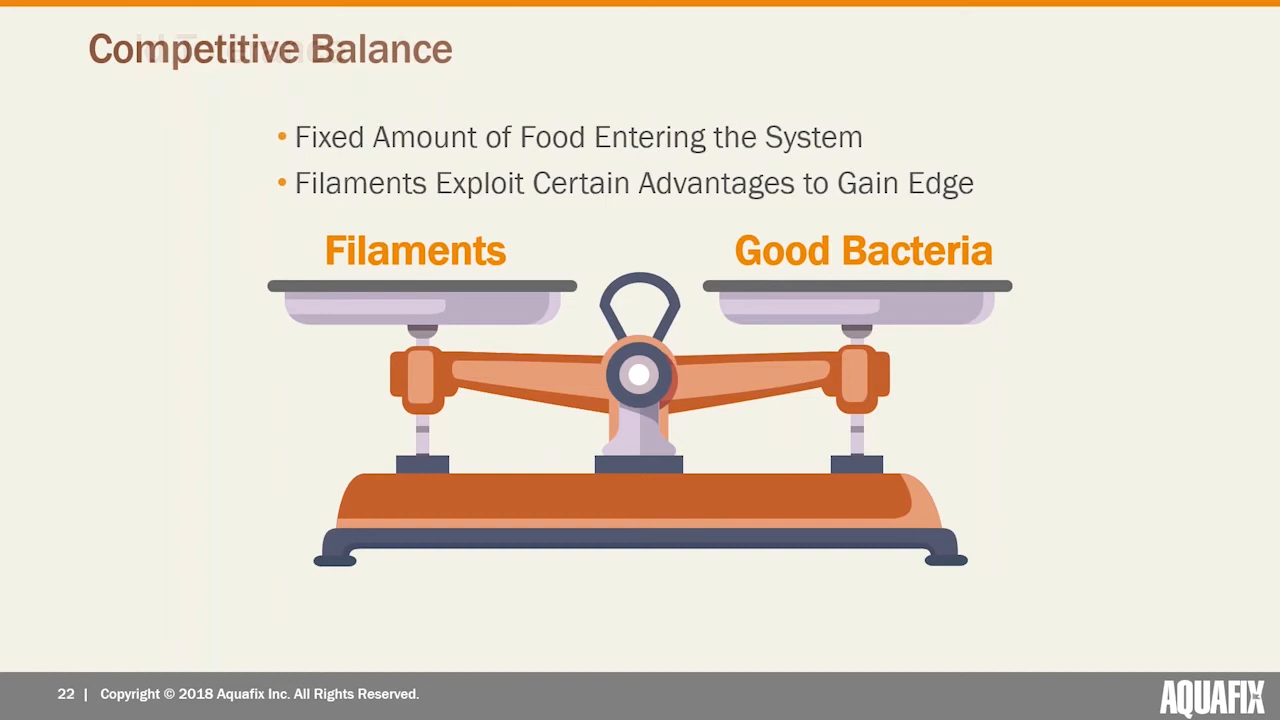 Competitive Balance
• Fixed Amount of Food Entering the System
• Filaments Exploit Certain Advantages to Gain Edge
Filaments
Good Bacteria
22 | Copyright © 2018 Aquafix Inc. All Rights Reserved.
AQUAFIX